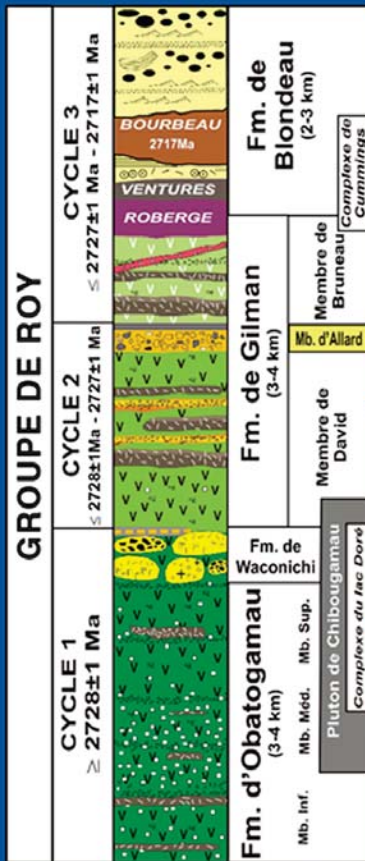 GROUPE DE ROY
CYCLE 3
≤ 2727±1 Ma - 2717±1 Ma
CYCLE 2
≤ 2728±1Ma - 2727±1 Ma
CYCLE 1
≥ 2728±1 Ma
BOURBEAU
2717Ma
VENTURES
ROBERGE
Fm. de
Blondeau
(2-3 km)
Fm. de Gilman
(3-4 km)
Fm. de
Waconichi
Fm. d'Obatogamau
(3-4 km)
Complexe de
Cummings
Membre de
Bruneau
Mb. d'Allard
Membre de
David
Mb. Sup.
Mb. Méd.
Mb. Inf.
Pluton de Chibougamau
Complexe du lac Doré